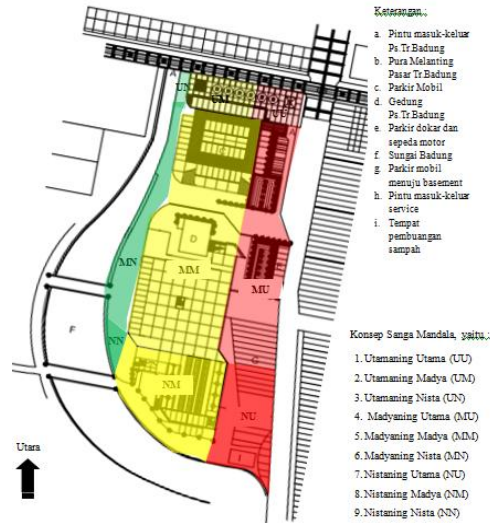 Keterangan :
a. Pintu masuk-keluar
Ps.Tr.Badung
b. Pura Melanting
Pasar Tr.Badung
c. Parkir Mobil
d. Gedung
Ps.Tr.Badung
e. Parkir dokar dan
sepeda motor
f. Sungai Badung
g. Parkir mobil
menuju basement
h. Pintu masuk-keluar
service
i. Tempat
pembuangan
sampah
A
UN
UM
UU
D
MN
MM
MU
F
NN
NM
G
NU
Utara
Konsep Sanga Mandala, yaitu :
1. Utamaning Utama (UU)
2. Utamaning Madya (UM)
3. Utamaning Nista (UN)
4. Madyaning Utama (MU)
5. Madyaning Madya (MM)
6. Madyaning Nista (MN)
7. Nistaning Utama (NU)
8. Nistaning Madya (NM)
9. Nistaning Nista (NN)